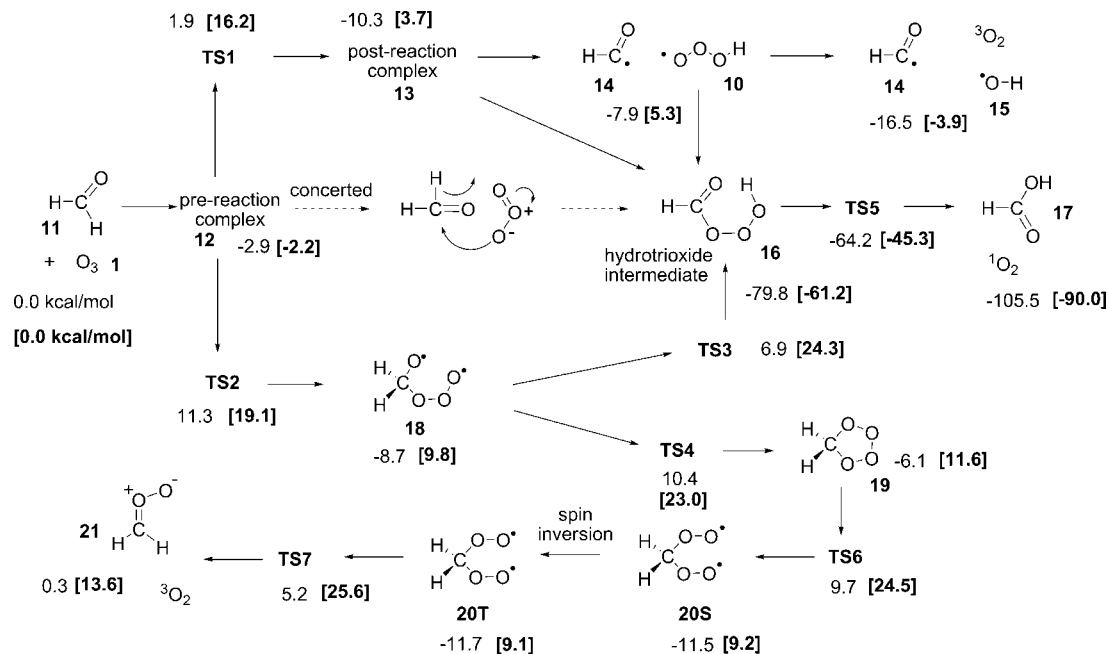 1.9 [16.2]
-10.3 [3.7]
TS1
post-reaction
complex
13
H C O •
14
• O O O H
10
-7.9 [5.3]
H C O •
14
3O2
•O-H
15
-16.5 [-3.9]
H C O H
11
+ O3 1
0.0 kcal/mol
[0.0 kcal/mol]
pre-reaction
complex
12
-2.9 [-2.2]
concerted
H
H-C=O
O O+ O-
O H
H C O O O
16
hydrotrioxide
intermediate
-79.8 [-61.2]
TS5
-64.2 [-45.3]
OH
H C O
17
1O2
-105.5 [-90.0]
TS2
11.3 [19.1]
H H C O• O O O•
18
-8.7 [9.8]
TS3
6.9 [24.3]
TS4
10.4
[23.0]
H H C O O O O
19
-6.1 [11.6]
21
+ O O-
H C H
0.3 [13.6]
3O2
TS7
5.2 [25.6]
H H C O-O• O-O•
20T
-11.7 [9.1]
spin
inversion
H H C O-O• O-O•
20S
-11.5 [9.2]
TS6
9.7 [24.5]